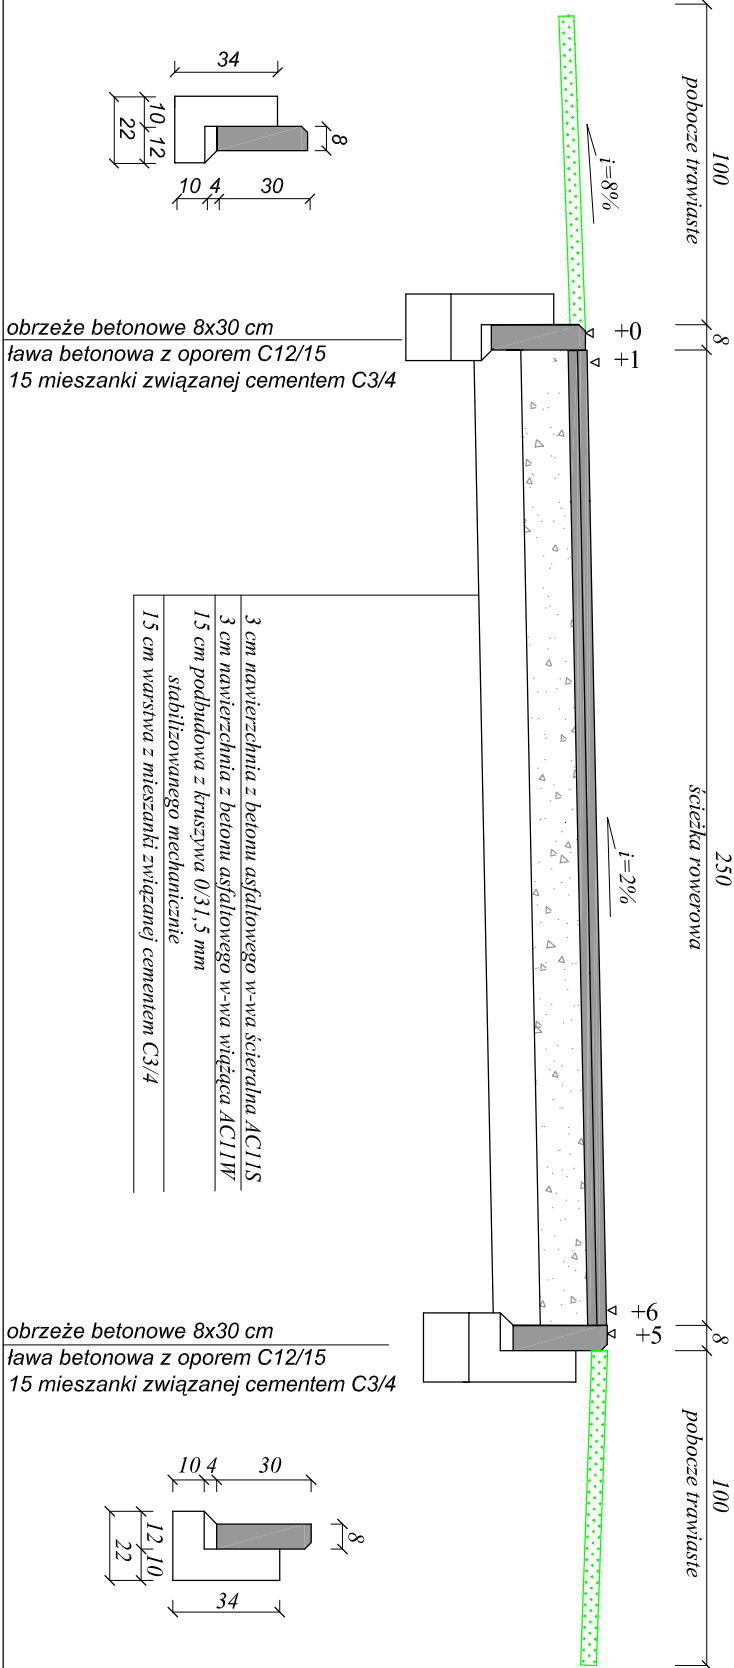 100
pobocze trawiaste
8
250
ścieżka rowerowa
8
100
pobocze trawiaste
i=8%
+0
+1
i=2%
+6
+5
34
10
12
22
8
10
4
30
obrzeże betonowe 8x30 cm
ława betonowa z oporem C12/15
15 mieszanki związanej cementem C3/4
3 cm nawierzchnia z betonu asfaltowego w-wa ścieralna AC11S
3 cm nawierzchnia z betonu asfaltowego w-wa wiążąca AC11W
15 cm podbudowa z kruszywa 0/31,5 mm
stabilizowanego mechanicznie
15 cm warstwa z mieszanki związanej cementem C3/4
obrzeże betonowe 8x30 cm
ława betonowa z oporem C12/15
15 mieszanki związanej cementem C3/4
10
4
30
8
12
10
22
34